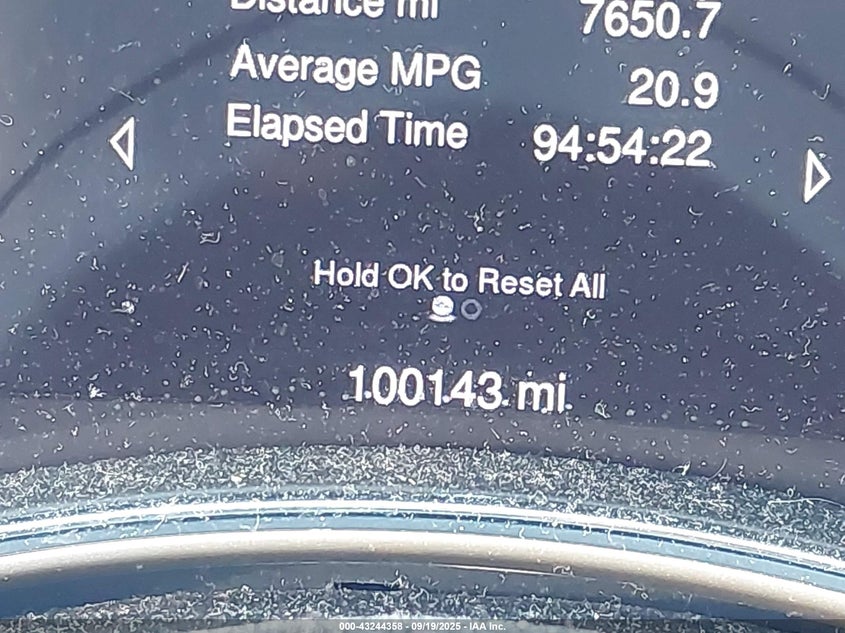 Distance mi 7650.7
Average MPG 20.9
Elapsed Time 94:54:22
Hold OK to Reset All
100143 mi
000-43244358 - 09/19/2025 - IAA Inc.